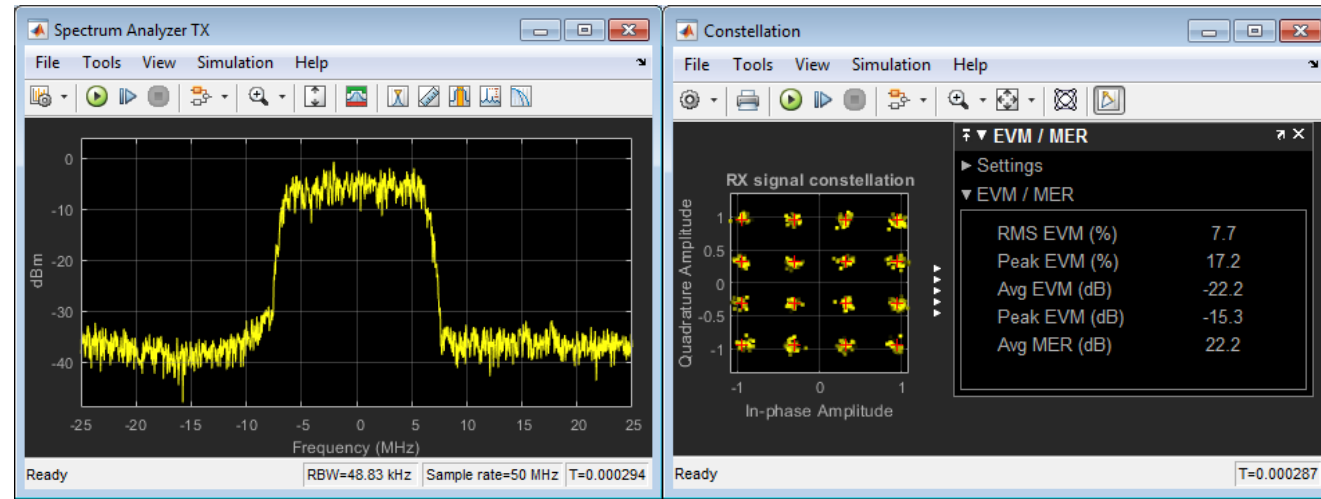 Spectrum Analyzer TX
File Tools View Simulation Help
0
-10
-20
-30
-40
dBm
-25 -20 -15 -10 -5 0 5 10 15 20 25
Frequency (MHz)
Ready RBW=48.83 kHz Sample rate=50 MHz T=0.000294
Constellation
File Tools View Simulation Help
RX signal constellation
1
0.5
0
-0.5
-1
Quadrature Amplitude
-1 0 1
In-phase Amplitude
EVM / MER
Settings
EVM / MER
RMS EVM (%) 7.7
Peak EVM (%) 17.2
Avg EVM (dB) -22.2
Peak EVM (dB) -15.3
Avg MER (dB) 22.2
Ready T=0.000287